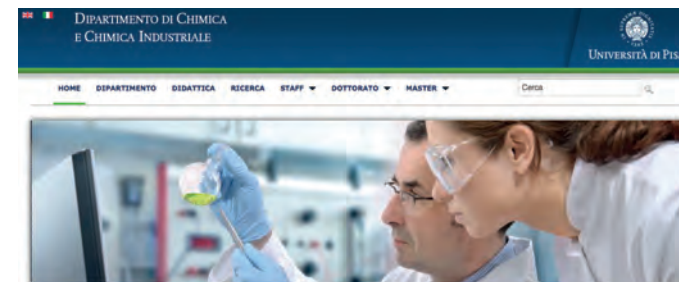 DIPARTIMENTO DI CHIMICA
E CHIMICA INDUSTRIALE
UNIVERSITÀ DI PIS
HOME DIPARTIMENTO DIDATTICA RICERCA STAFF DOTTORATO MASTER Cerca